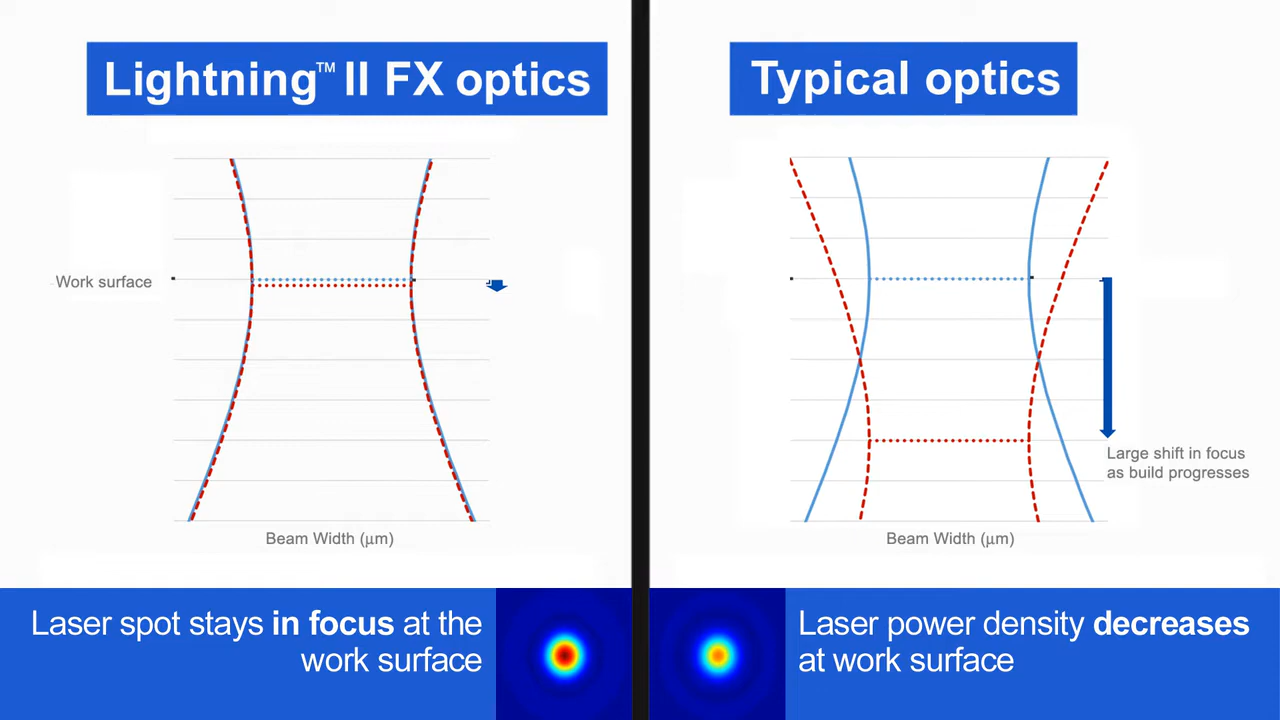 Lightning™ II FX optics
Work surface
Beam Width (μm)
Laser spot stays in focus at the
work surface
Typical optics
Large shift in focus
as build progresses
Beam Width (μm)
Laser power density decreases
at work surface